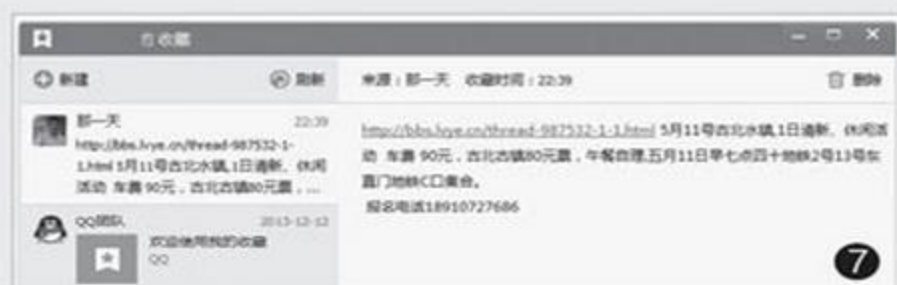 的收藏
新建
刷新
来源：那一天 收藏时间：22:39
删除
那一天
22:39
http://bbs.lvye.cn/thread-987532-1-
1.html 5月11号古北水镇,1日清新、休闲
活动 车费 90元，古北古镇80元票，...
QQ团队
2013-12-12
欢迎使用我的收藏
QQ
http://bbs.lvye.cn/thread-987532-1-1.html 5月11号古北水镇,1日清新、休闲活
动 车费 90元，古北古镇80元票，午餐自理,五月11日早七点四十地铁2号13号东
直门地铁C口集合。
报名电话18910727686
7